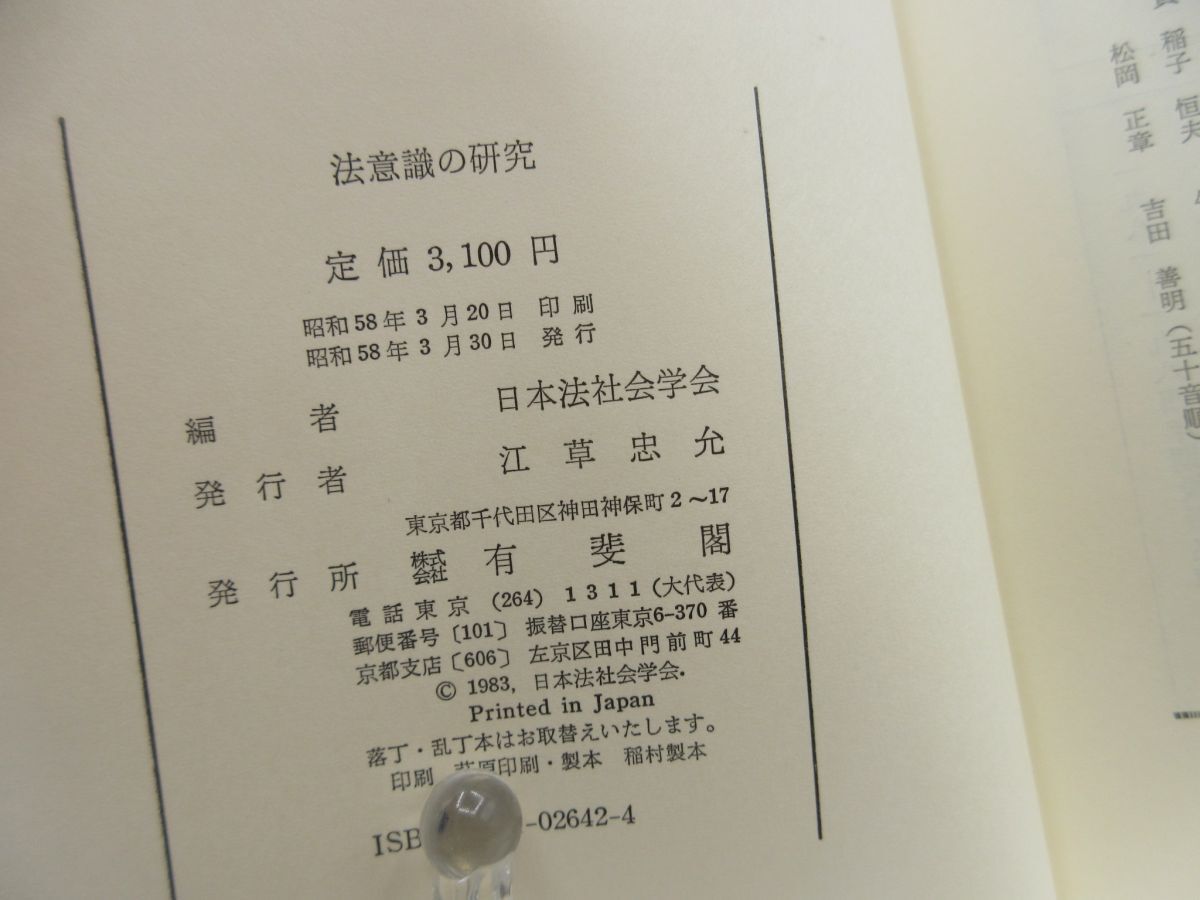 法意識の研究
定価 3,100 円
昭和58年3月20日 印刷
昭和58年3月30日 発行
編者 日本法社会学会
発行者 江草忠允
東京都千代田区神田神保町2〜17
発行所 株式会社 有斐閣
電話東京 (264) 1311 (大代表)
郵便番号〔101〕 振替口座東京6-370番
京都支店〔606〕 左京区田中門前町44
© 1983, 日本法社会学会.
Printed in Japan
落丁・乱丁本はお取替えいたします。
印刷 原印刷・製本 稲村製本
ISB -02642-4
稲子恒夫
松岡正章
吉田善明(五十音順)